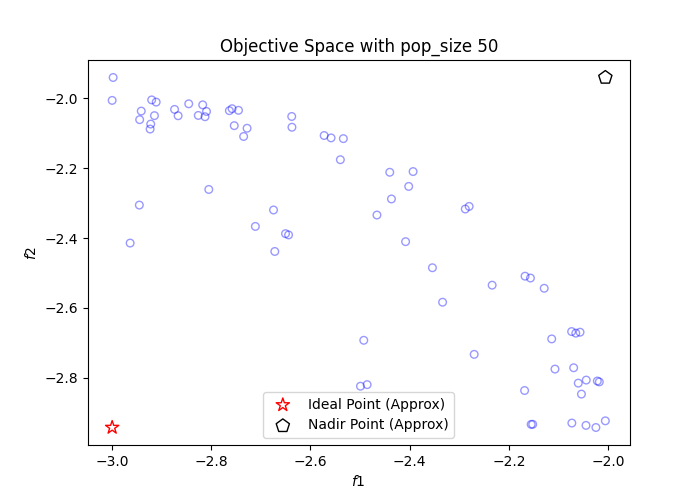 Objective Space with pop_size 50
−2.0
−2.2
−2.4
−2.6
−2.8
f2
Ideal Point (Approx)
Nadir Point (Approx)
−3.0 −2.8 −2.6 −2.4 −2.2 −2.0
f1